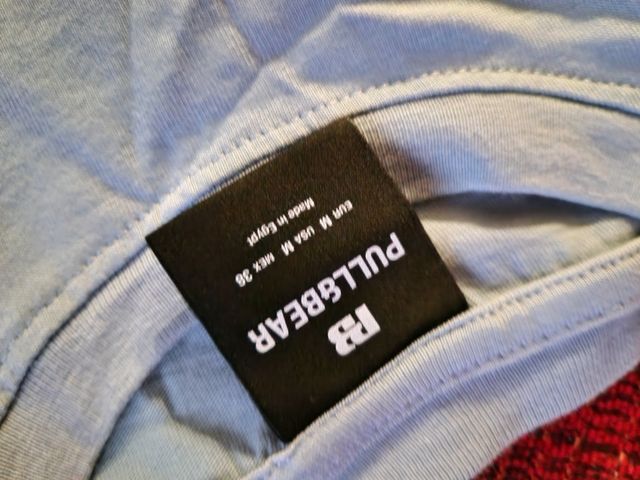 PB
PULL&BEAR
EUR M USA M MEX 38
Made in Egypt